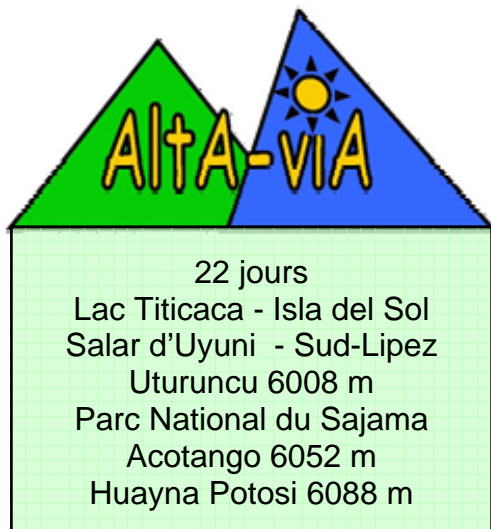 AltA-viA
22 jours
Lac Titicaca - Isla del Sol
Salar d’Uyuni - Sud-Lipez
Uturuncu 6008 m
Parc National du Sajama
Acotango 6052 m
Huayna Potosi 6088 m